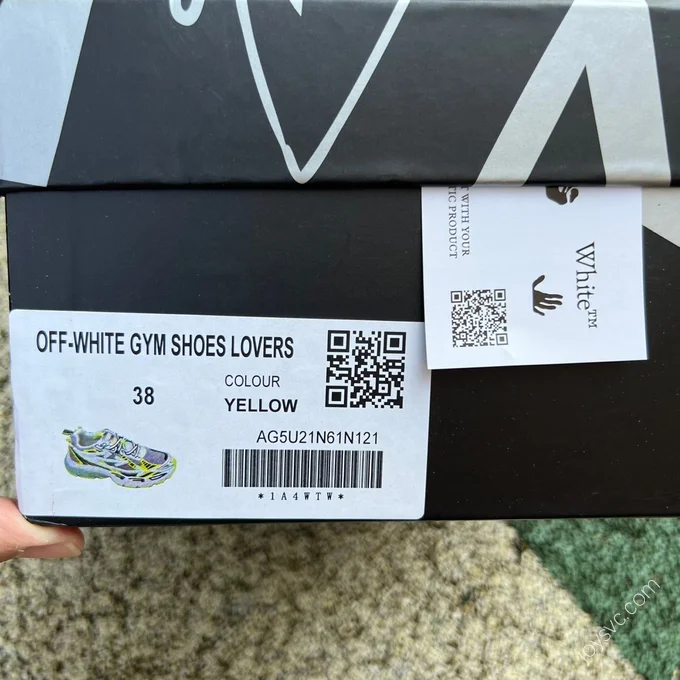 T WITH YOUR
TIC PRODUCT
White™
OFF-WHITE GYM SHOES LOVERS
38
COLOUR
YELLOW
AG5U21N61N121
*1A4WTW*